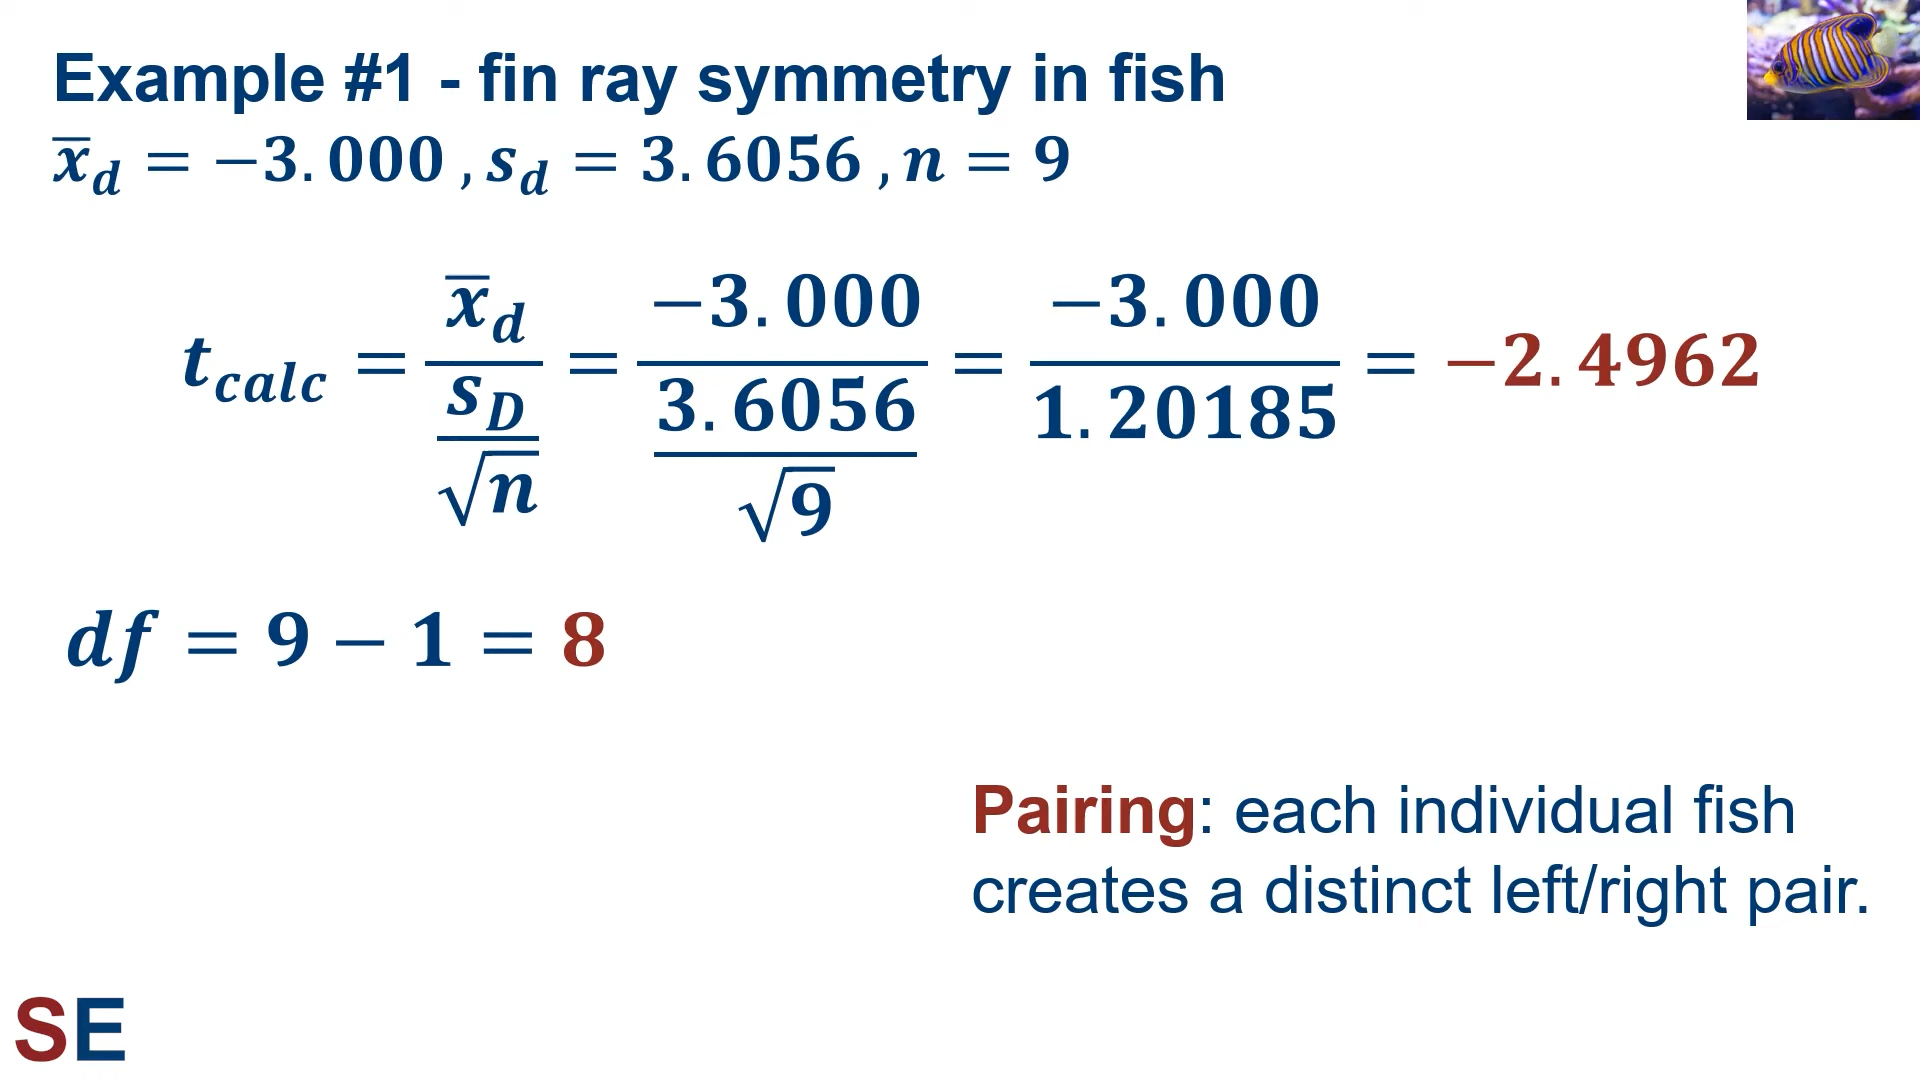 Example #1 - fin ray symmetry in fish
x̅_d = −3.000 , s_d = 3.6056 , n = 9
t_calc = x̅_d / (s_D / √n) = −3.000 / (3.6056 / √9) = −3.000 / 1.20185 = −2.4962
df = 9 − 1 = 8
Pairing: each individual fish
creates a distinct left/right pair.
SE